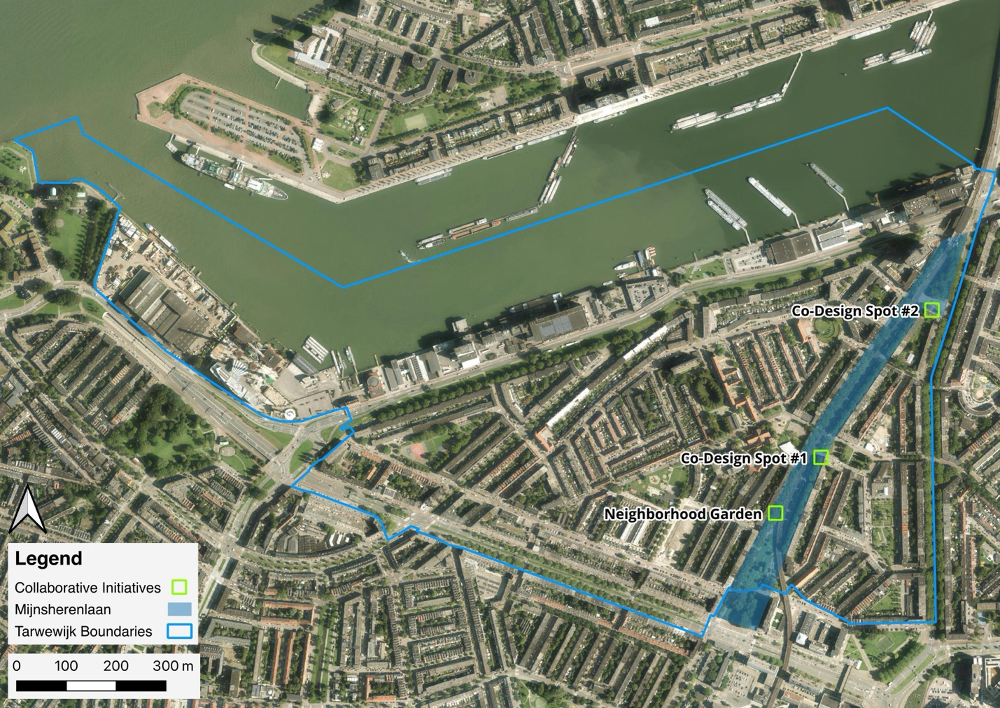 Co-Design Spot #2
Co-Design Spot #1
Neighborhood Garden
Legend
Collaborative Initiatives
Mijnsherenlaan
Tarwewijk Boundaries
0 100 200 300 m